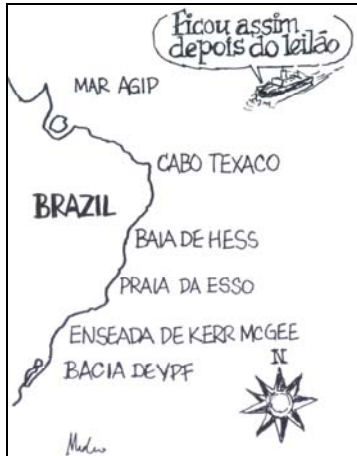 Ficou assim
depois do leilão
MAR AGIP
CABO TEXACO
BRAZIL
BAIA DE HESS
PRAIA DA ESSO
ENSEADA DE KERR MCGEE
N
BACIA DE YPF